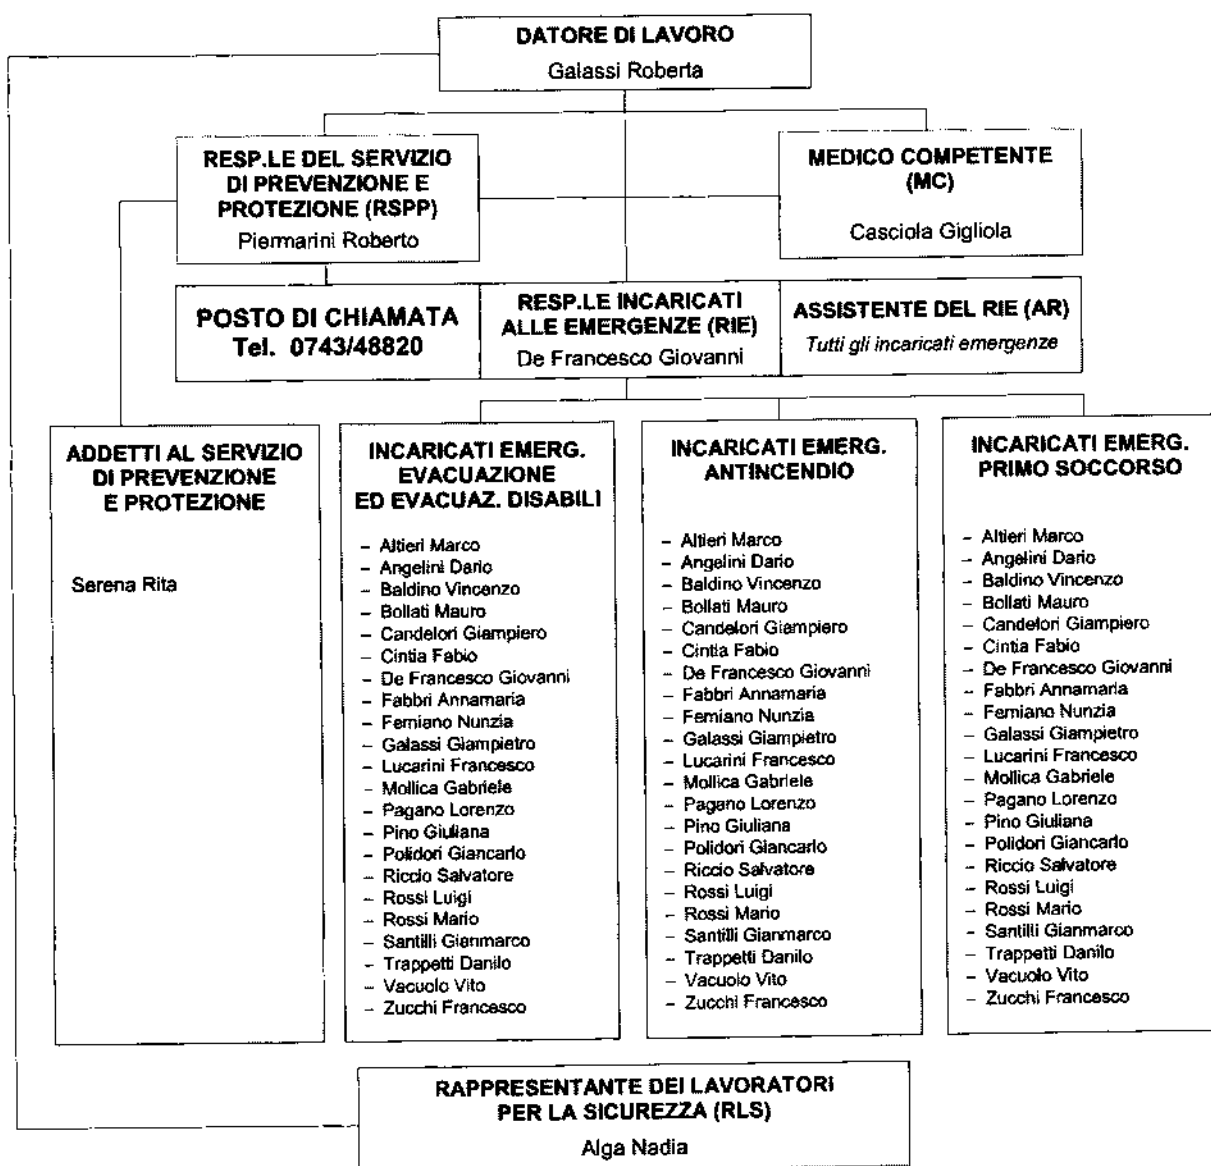 DATORE DI LAVORO
Galassi Roberta
RESP.LE DEL SERVIZIO
DI PREVENZIONE E
PROTEZIONE (RSPP)
Piermarini Roberto
MEDICO COMPETENTE
(MC)
Casciola Gigliola
POSTO DI CHIAMATA
Tel. 0743/48820
RESP.LE INCARICATI
ALLE EMERGENZE (RIE)
De Francesco Giovanni
ASSISTENTE DEL RIE (AR)
Tutti gli incaricati emergenze
ADDETTI AL SERVIZIO
DI PREVENZIONE
E PROTEZIONE
Serena Rita
INCARICATI EMERG.
EVACUAZIONE
ED EVACUAZ. DISABILI
– Altieri Marco
– Angelini Dario
– Baldino Vincenzo
– Bollati Mauro
– Candelori Giampiero
– Cintia Fabio
– De Francesco Giovanni
– Fabbri Annamaria
– Femiano Nunzia
– Galassi Giampietro
– Lucarini Francesco
– Mollica Gabriele
– Pagano Lorenzo
– Pino Giuliana
– Polidori Giancarlo
– Riccio Salvatore
– Rossi Luigi
– Rossi Mario
– Santilli Gianmarco
– Trappetti Danilo
– Vacuolo Vito
– Zucchi Francesco
INCARICATI EMERG.
ANTINCENDIO
– Altieri Marco
– Angelini Dario
– Baldino Vincenzo
– Bollati Mauro
– Candelori Giampiero
– Cintia Fabio
– De Francesco Giovanni
– Fabbri Annamaria
– Femiano Nunzia
– Galassi Giampietro
– Lucarini Francesco
– Mollica Gabriele
– Pagano Lorenzo
– Pino Giuliana
– Polidori Giancarlo
– Riccio Salvatore
– Rossi Luigi
– Rossi Mario
– Santilli Gianmarco
– Trappetti Danilo
– Vacuolo Vito
– Zucchi Francesco
INCARICATI EMERG.
PRIMO SOCCORSO
– Altieri Marco
– Angelini Dario
– Baldino Vincenzo
– Bollati Mauro
– Candelori Giampiero
– Cintia Fabio
– De Francesco Giovanni
– Fabbri Annamaria
– Femiano Nunzia
– Galassi Giampietro
– Lucarini Francesco
– Mollica Gabriele
– Pagano Lorenzo
– Pino Giuliana
– Polidori Giancarlo
– Riccio Salvatore
– Rossi Luigi
– Rossi Mario
– Santilli Gianmarco
– Trappetti Danilo
– Vacuolo Vito
– Zucchi Francesco
RAPPRESENTANTE DEI LAVORATORI
PER LA SICUREZZA (RLS)
Alga Nadia